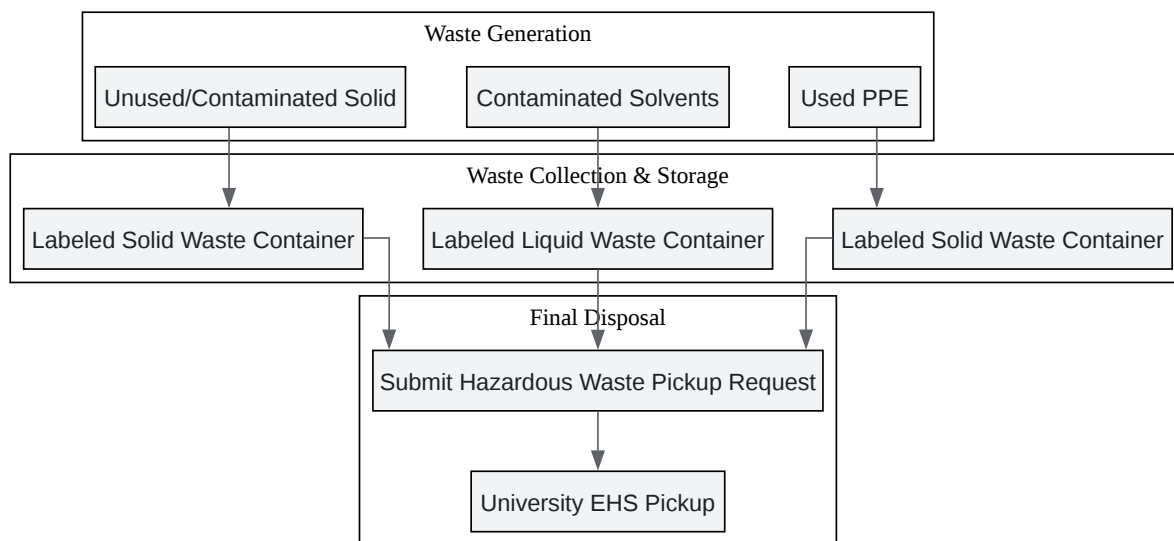 Waste Generation
Unused/Contaminated Solid
Contaminated Solvents
Used PPE
Waste Collection & Storage
Labeled Solid Waste Container
Labeled Liquid Waste Container
Labeled Solid Waste Container
Final Disposal
Submit Hazardous Waste Pickup Request
University EHS Pickup